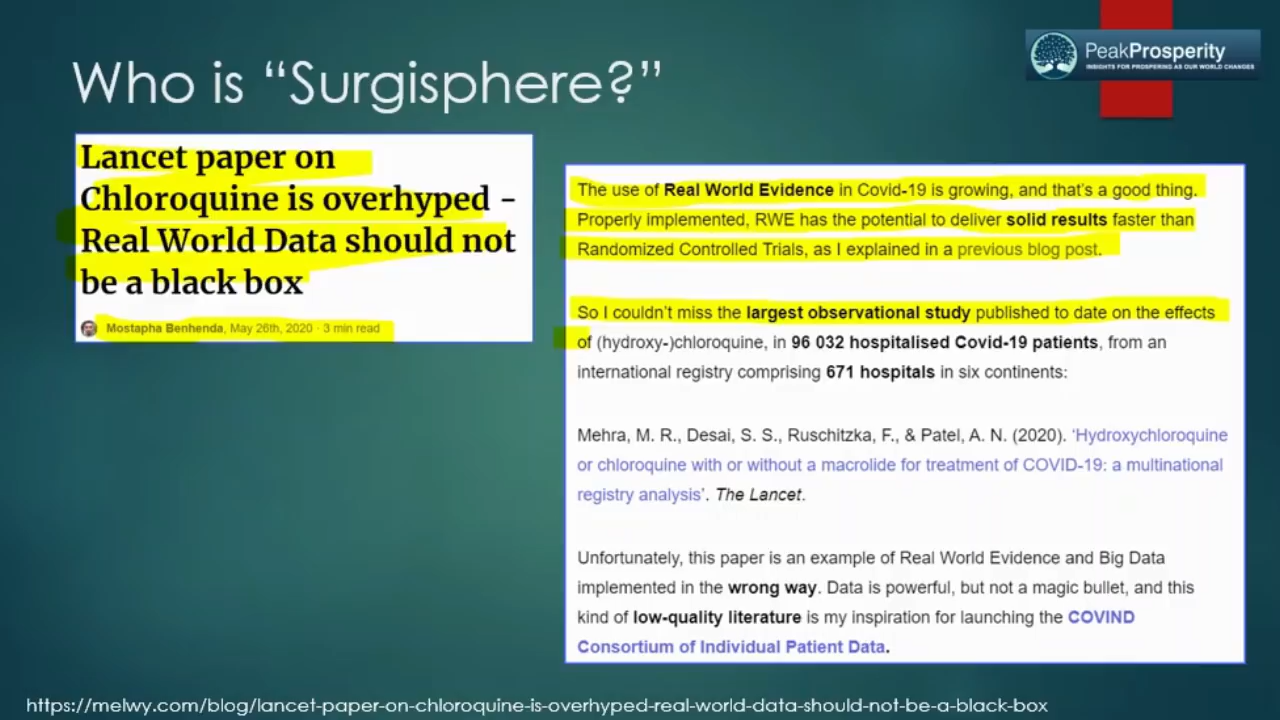 Who is “Surgisphere?”
PeakProsperity
INSIGHTS FOR PROSPERING AS OUR WORLD CHANGES
Lancet paper on
Chloroquine is overhyped -
Real World Data should not
be a black box
Mostapha Benhenda, May 26th, 2020 · 3 min read
The use of Real World Evidence in Covid-19 is growing, and that's a good thing.
Properly implemented, RWE has the potential to deliver solid results faster than
Randomized Controlled Trials, as I explained in a previous blog post.
So I couldn't miss the largest observational study published to date on the effects
of (hydroxy-)chloroquine, in 96 032 hospitalised Covid-19 patients, from an
international registry comprising 671 hospitals in six continents:
Mehra, M. R., Desai, S. S., Ruschitzka, F., & Patel, A. N. (2020). 'Hydroxychloroquine
or chloroquine with or without a macrolide for treatment of COVID-19: a multinational
registry analysis'. The Lancet.
Unfortunately, this paper is an example of Real World Evidence and Big Data
implemented in the wrong way. Data is powerful, but not a magic bullet, and this
kind of low-quality literature is my inspiration for launching the COVIND
Consortium of Individual Patient Data.
https://melwy.com/blog/lancet-paper-on-chloroquine-is-overhyped-real-world-data-should-not-be-a-black-box